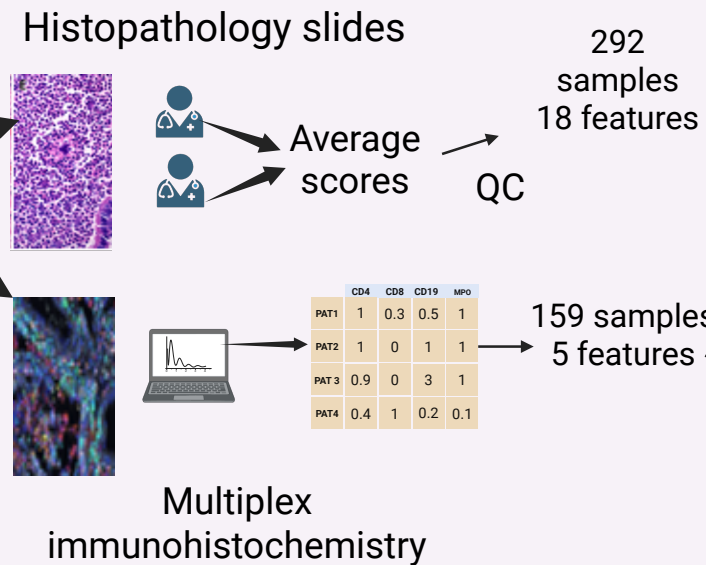 Histopathology slides
292
samples
18 features
Average
scores
QC
CD4 CD8 CD19 MPO
PAT1 1 0.3 0.5 1
PAT2 1 0 1 1
PAT 3 0.9 0 3 1
PAT4 0.4 1 0.2 0.1
159 samples
5 features
Multiplex
immunohistochemistry